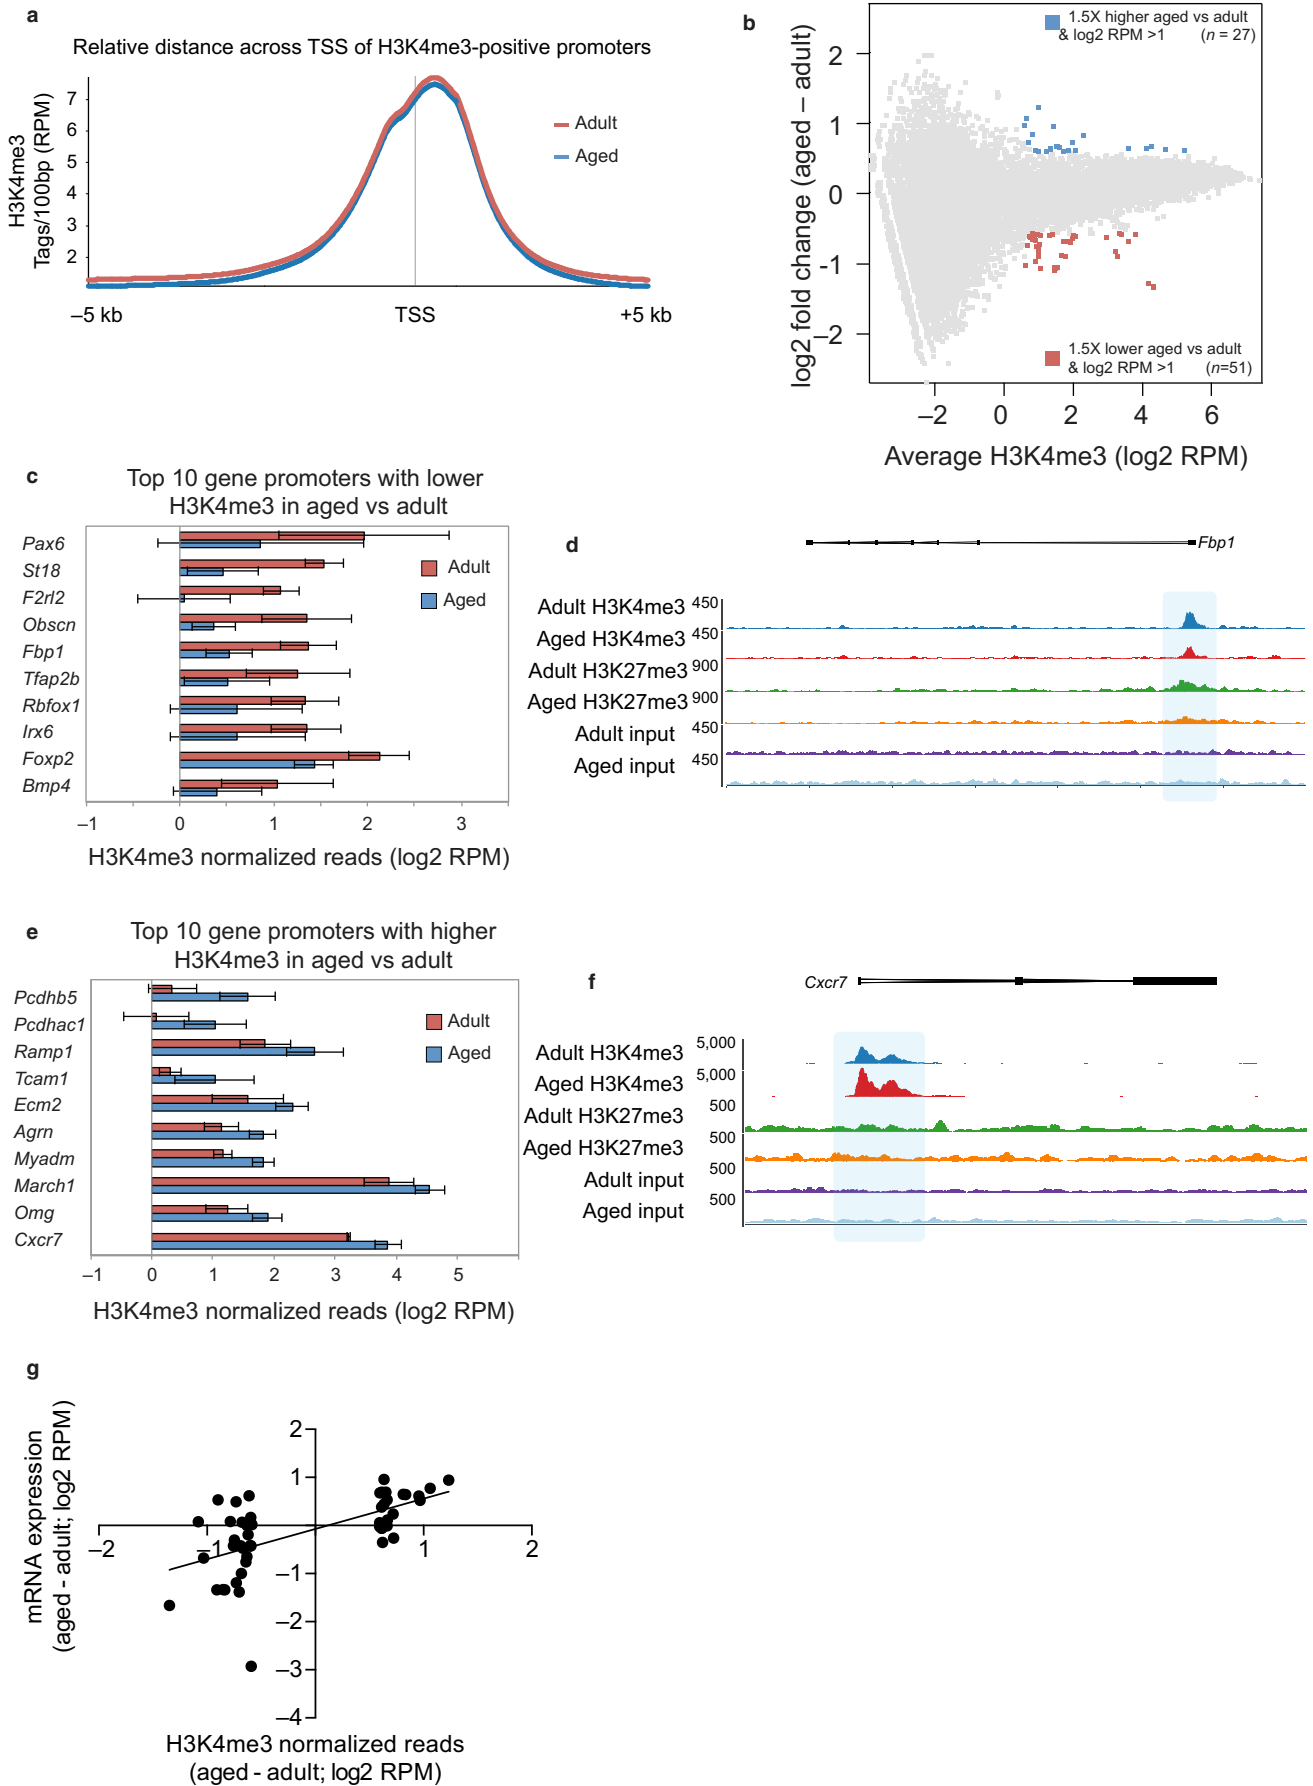 a
Relative distance across TSS of H3K4me3-positive promoters
H3K4me3
Tags/100bp (RPM)
7
6
5
4
3
2
Adult
Aged
–5 kb
TSS
+5 kb
b
1.5X higher aged vs adult
& log2 RPM >1 (n = 27)
log2 fold change (aged – adult)
2
1
0
-1
–2
1.5X lower aged vs adult
& log2 RPM >1 (n=51)
–2 0 2 4 6
Average H3K4me3 (log2 RPM)
c
Top 10 gene promoters with lower
H3K4me3 in aged vs adult
Pax6
St18
F2rl2
Obscn
Fbp1
Tfap2b
Rbfox1
Irx6
Foxp2
Bmp4
Adult
Aged
–1 0 1 2 3
H3K4me3 normalized reads (log2 RPM)
d
Fbp1
Adult H3K4me3 450
Aged H3K4me3 450
Adult H3K27me3 900
Aged H3K27me3 900
Adult input 450
Aged input 450
e
Top 10 gene promoters with higher
H3K4me3 in aged vs adult
Pcdhb5
Pcdhac1
Ramp1
Tcam1
Ecm2
Agrn
Myadm
March1
Omg
Cxcr7
Adult
Aged
–1 0 1 2 3 4 5
H3K4me3 normalized reads (log2 RPM)
f
Cxcr7
Adult H3K4me3 5,000
Aged H3K4me3 5,000
Adult H3K27me3 500
Aged H3K27me3 500
Adult input 500
Aged input 500
g
mRNA expression
(aged - adult; log2 RPM)
2
1
–2 –1 1 2
–1
–2
–3
–4
H3K4me3 normalized reads
(aged - adult; log2 RPM)